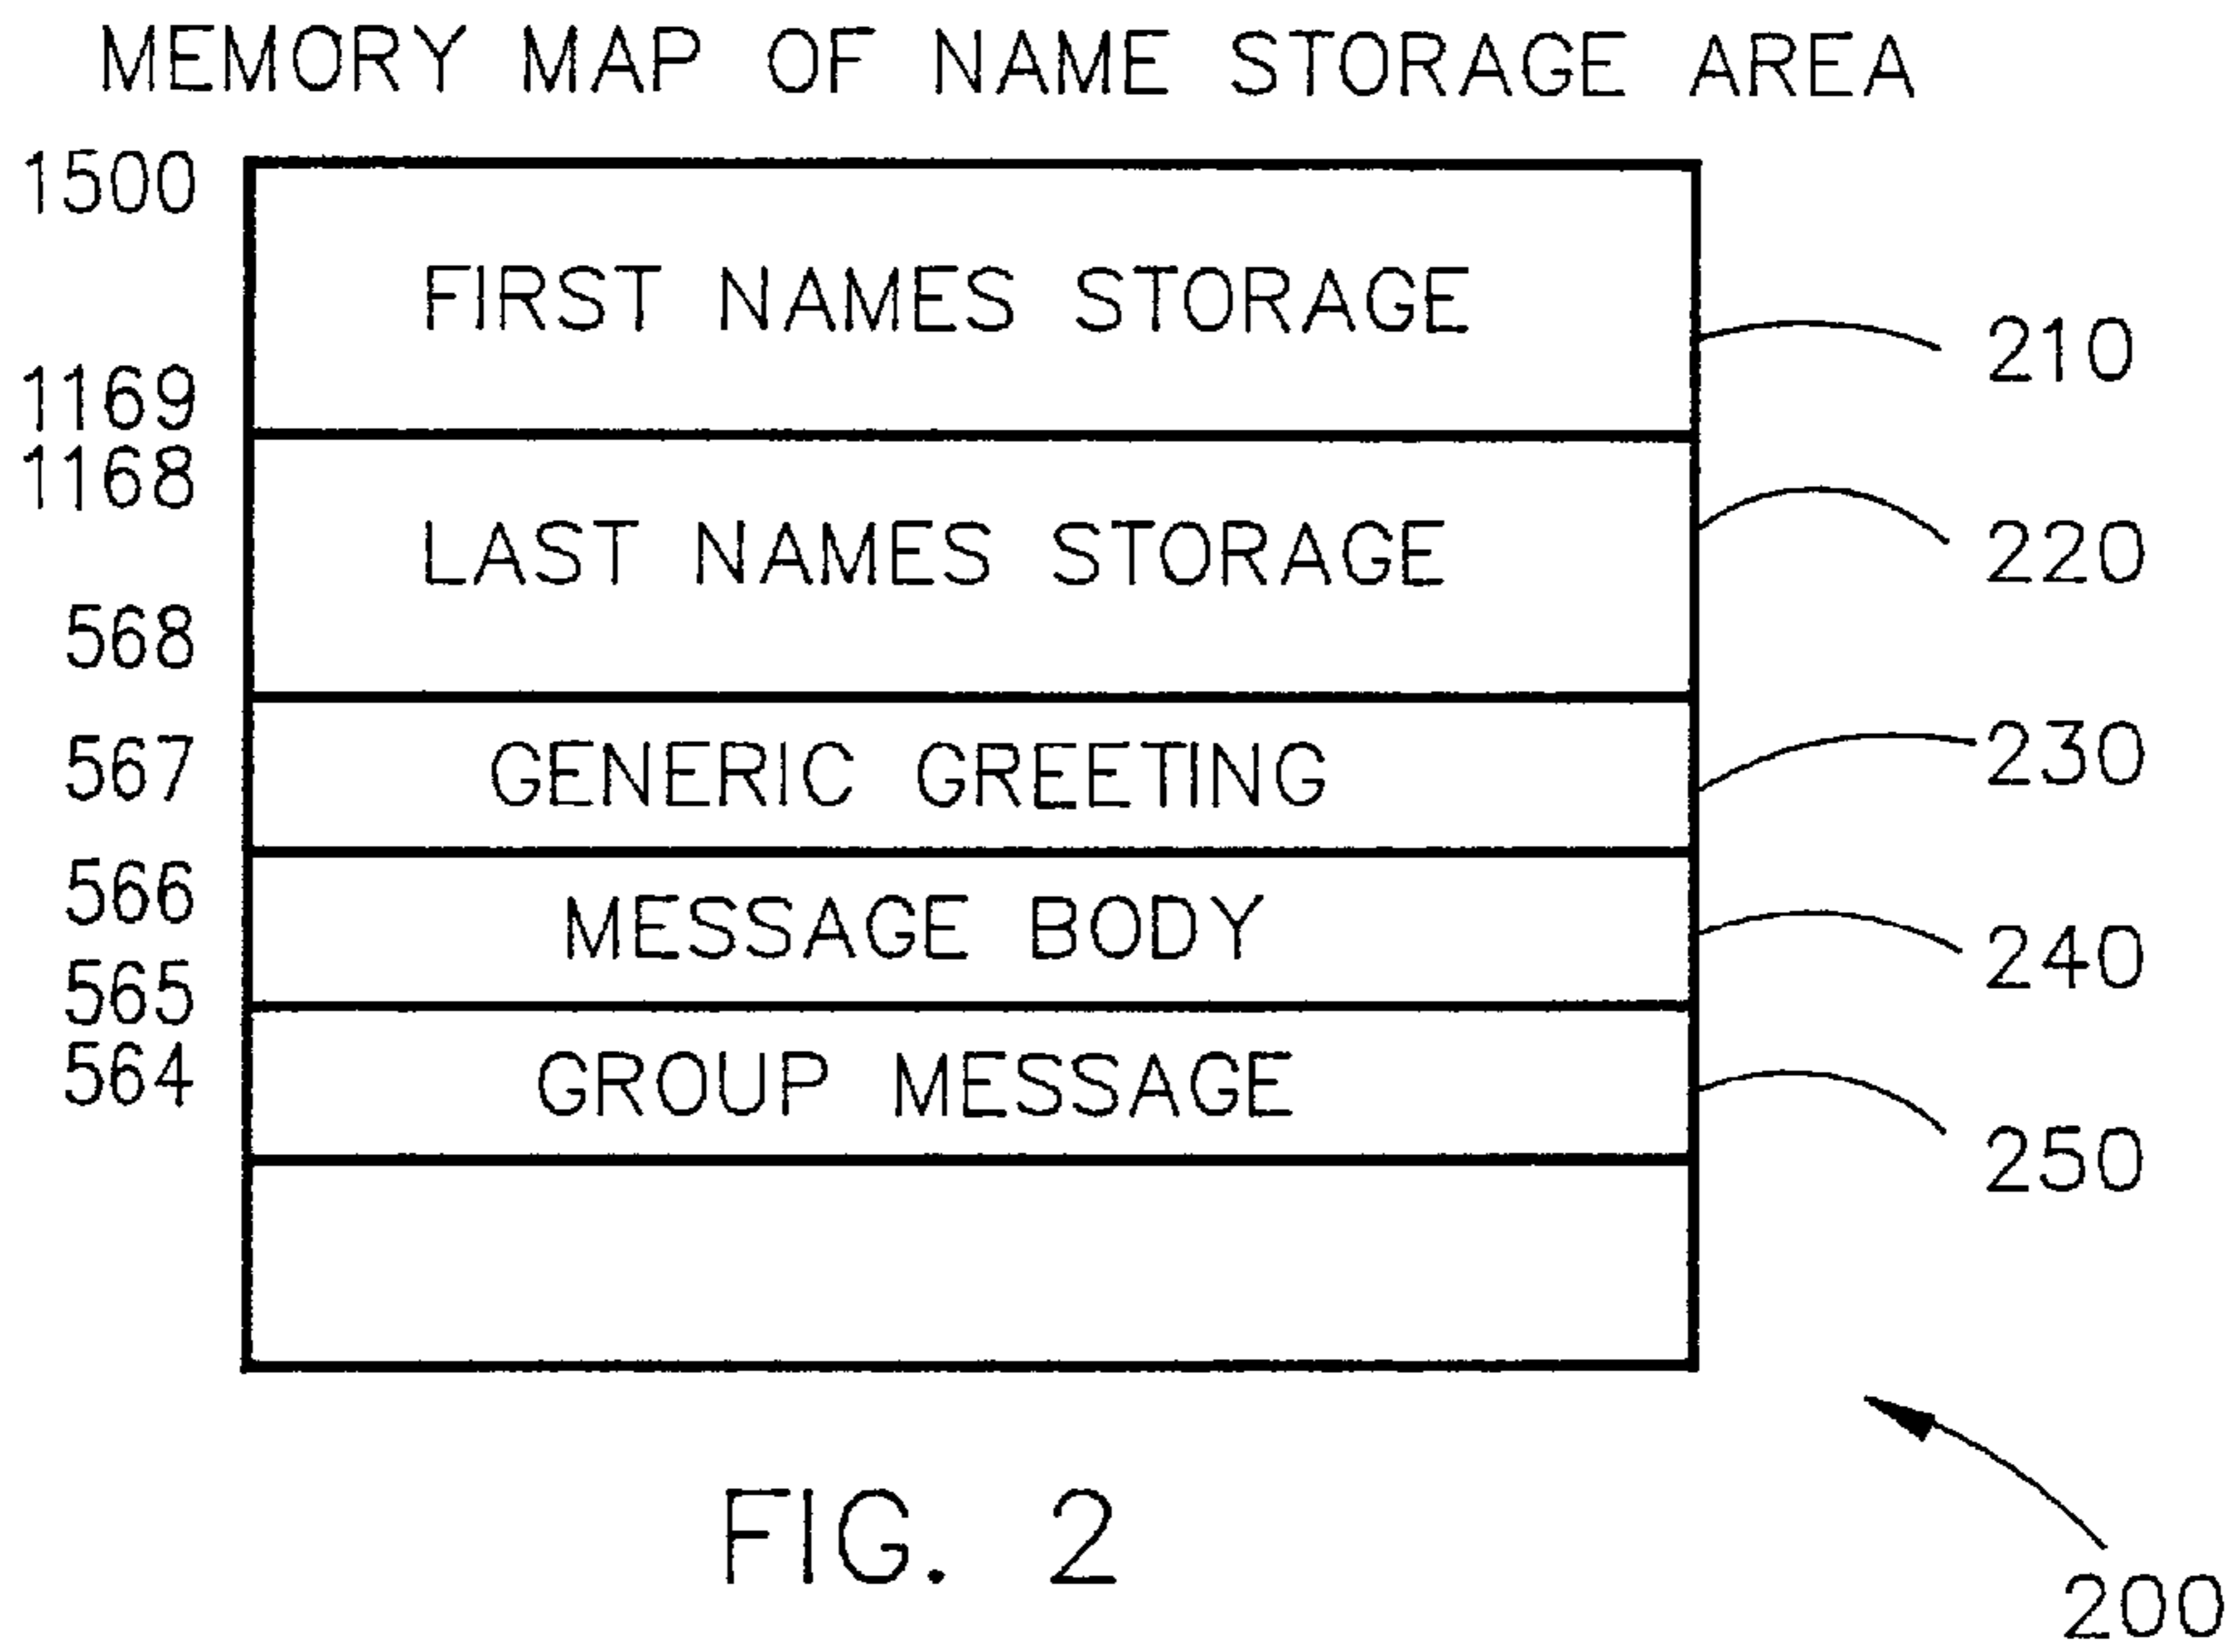 MEMORY MAP OF NAME STORAGE AREA
1500
FIRST NAMES STORAGE
210
1169
1168
LAST NAMES STORAGE
220
568
567
GENERIC GREETING
230
566
MESSAGE BODY
240
565
564
GROUP MESSAGE
250
FIG. 2
200